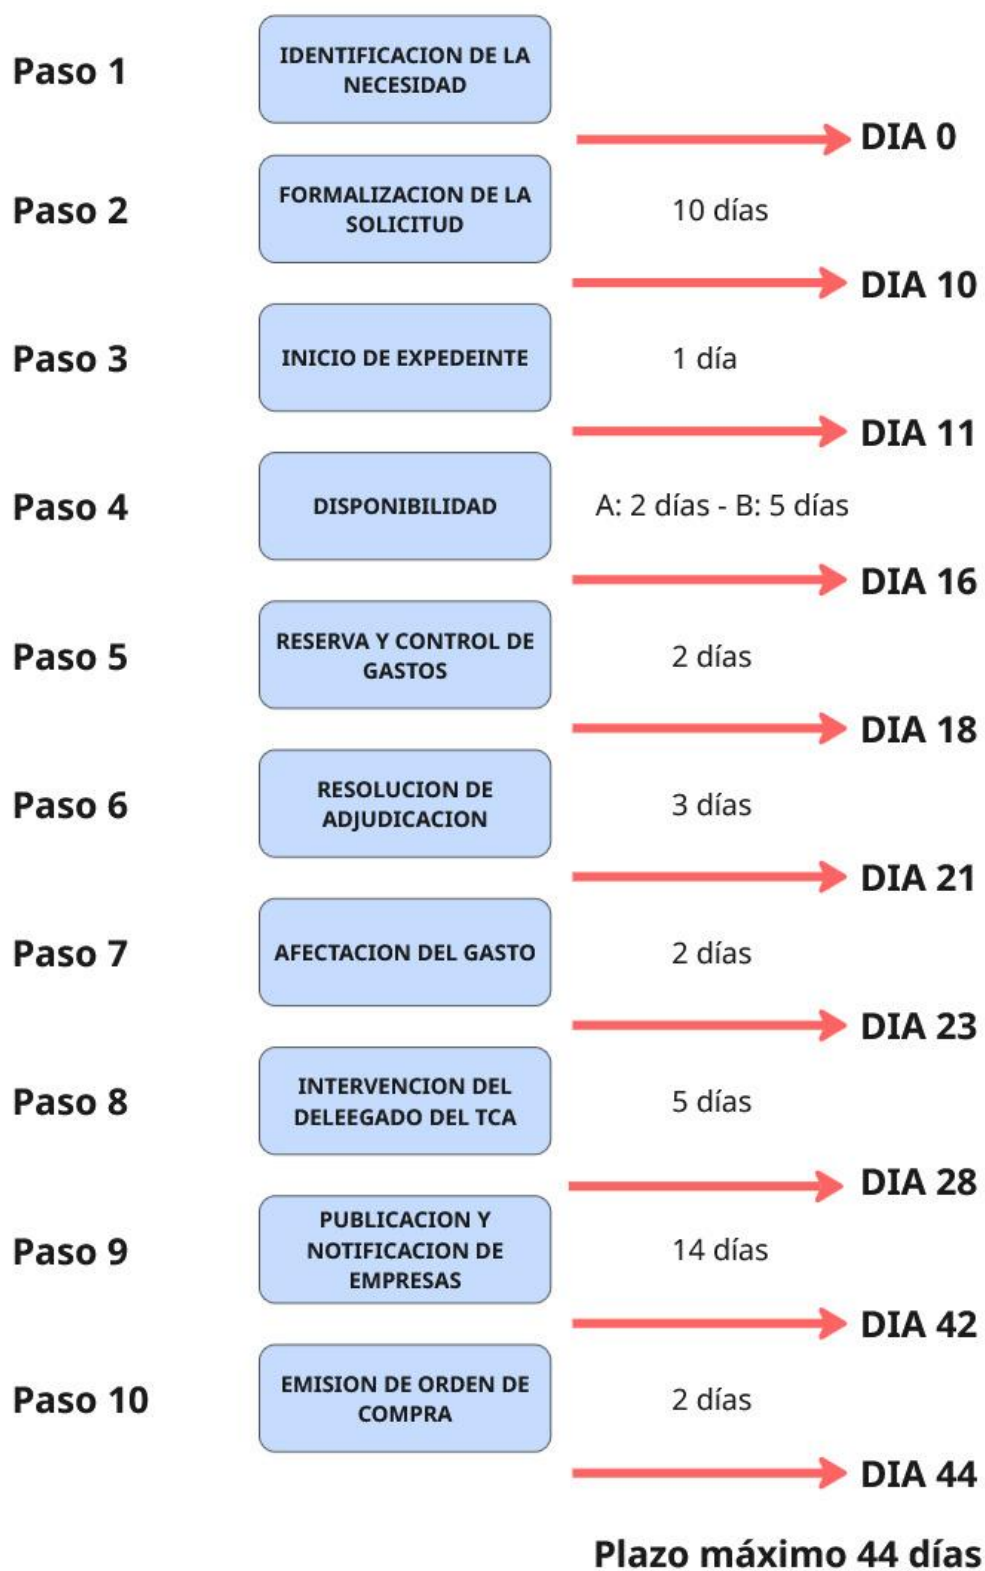 Paso 1
IDENTIFICACION DE LA
NECESIDAD
DIA 0
Paso 2
FORMALIZACION DE LA
SOLICITUD
10 días
DIA 10
Paso 3
INICIO DE EXPEDEINTE
1 día
DIA 11
Paso 4
DISPONIBILIDAD
A: 2 días - B: 5 días
DIA 16
Paso 5
RESERVA Y CONTROL DE
GASTOS
2 días
DIA 18
Paso 6
RESOLUCION DE
ADJUDICACION
3 días
DIA 21
Paso 7
AFECTACION DEL GASTO
2 días
DIA 23
Paso 8
INTERVENCION DEL
DELEEGADO DEL TCA
5 días
DIA 28
Paso 9
PUBLICACION Y
NOTIFICACION DE
EMPRESAS
14 días
DIA 42
Paso 10
EMISION DE ORDEN DE
COMPRA
2 días
DIA 44
Plazo máximo 44 días